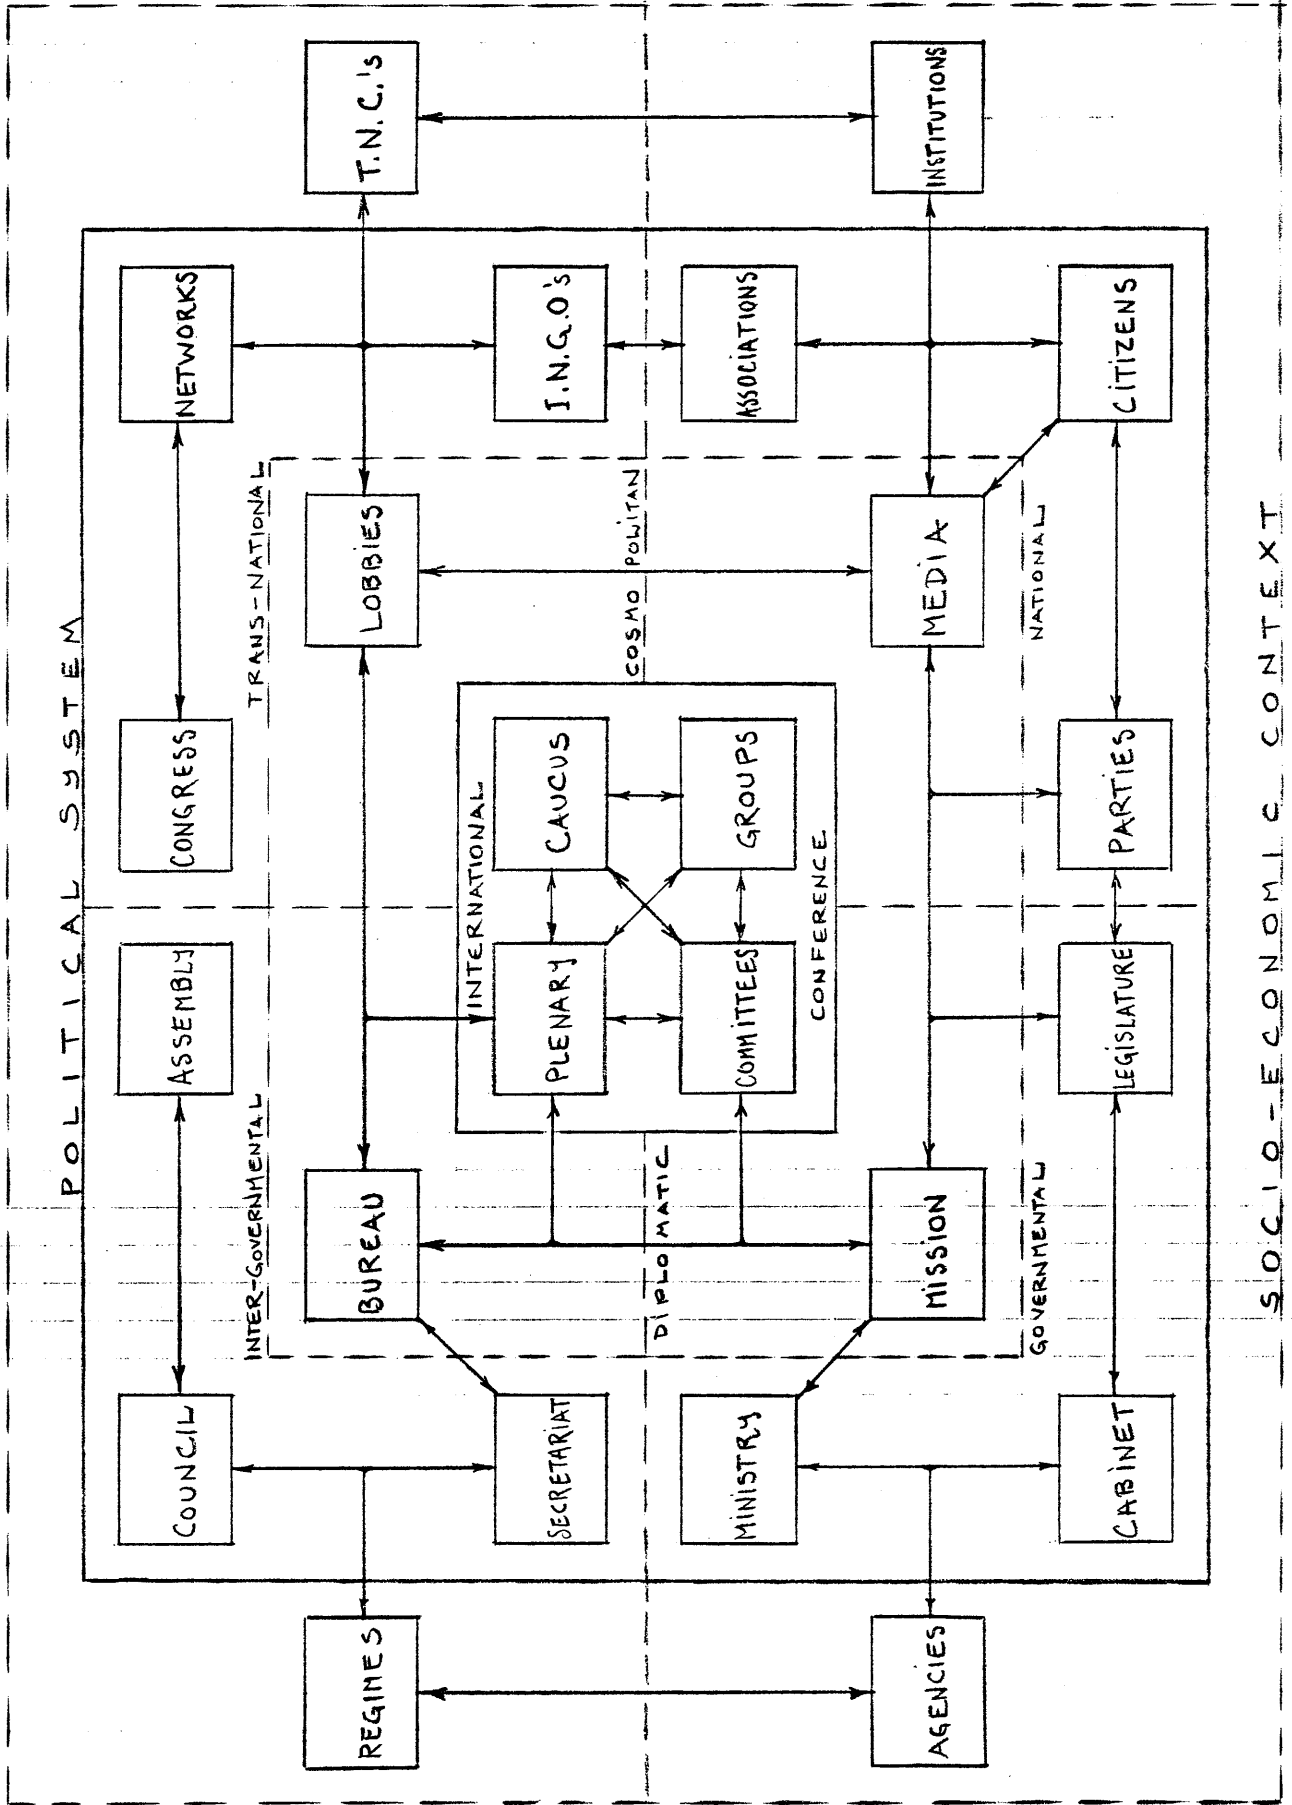 POLITICAL SYSTEM
COUNCIL
ASSEMBLY
CONGRESS
NETWORKS
INTER-GOVERNMENTAL
TRANS-NATIONAL
REGIMES
BUREAU
LOBBIES
T.N.C.'s
INTERNATIONAL
SECRETARIAT
PLENARY
CAUCUS
I.N.G.O's
DIPLOMATIC
COSMO POLITAN
MINISTRY
COMMITTEES
GROUPS
ASSOCIATIONS
CONFERENCE
AGENCIES
MISSION
MEDIA
INSTITUTIONS
GOVERNMENTAL
NATIONAL
CABINET
LEGISLATURE
PARTIES
CITIZENS
SOCIO-ECONOMIC CONTEXT